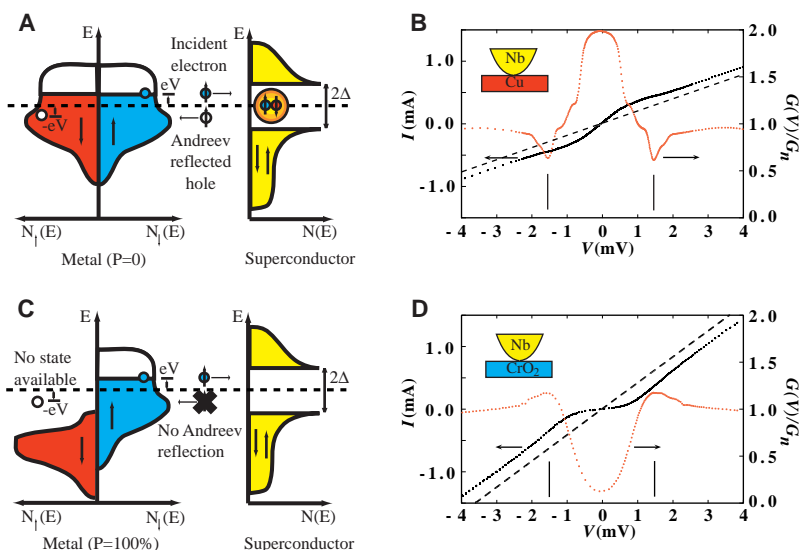 A
E
E
Incident
electron
eV
-eV
2Δ
Andreev
reflected
hole
N↑(E)
N↓(E)
N(E)
Metal (P=0)
Superconductor
B
Nb
Cu
I (mA)
1.0
0.0
-1.0
2.0
1.5
1.0
0.5
0.0
G(V)/Gn
- 4 - 3 - 2 - 1 0 1 2 3 4
V(mV)
C
E
E
No state
available
eV
-eV
2Δ
No Andreev
reflection
N↑(E)
N↓(E)
N(E)
Metal (P=100%)
Superconductor
D
Nb
CrO2
I (mA)
1.0
0.0
-1.0
2.0
1.5
1.0
0.5
0.0
G(V)/Gn
- 4 - 3 - 2 - 1 0 1 2 3 4
V(mV)